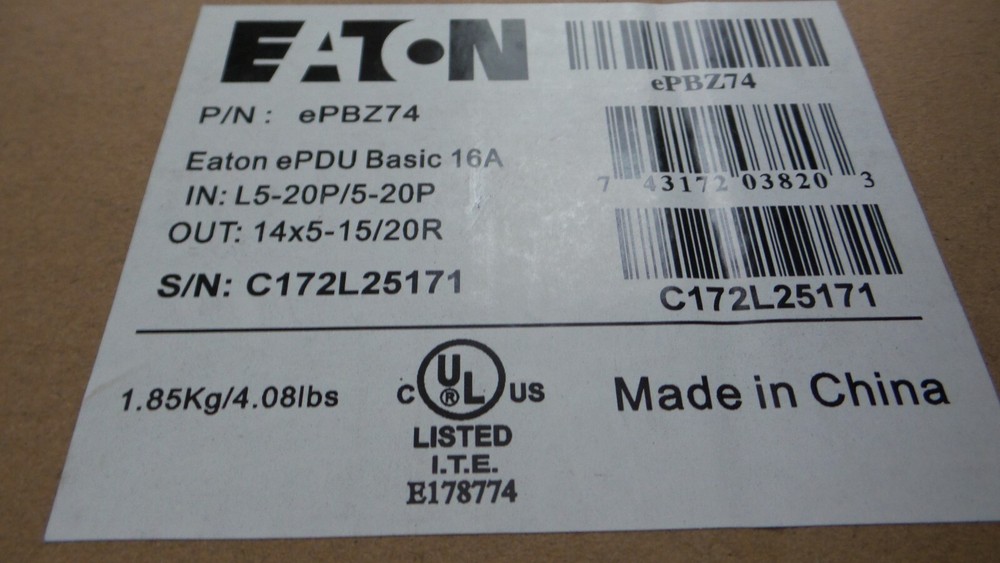 EATON
ePBZ74
P/N : ePBZ74
7 43172 03820 3
Eaton ePDU Basic 16A
IN: L5-20P/5-20P
OUT: 14x5-15/20R
S/N: C172L25171
C172L25171
1.85Kg/4.08lbs
C UL® US
LISTED
I.T.E.
E178774
Made in China